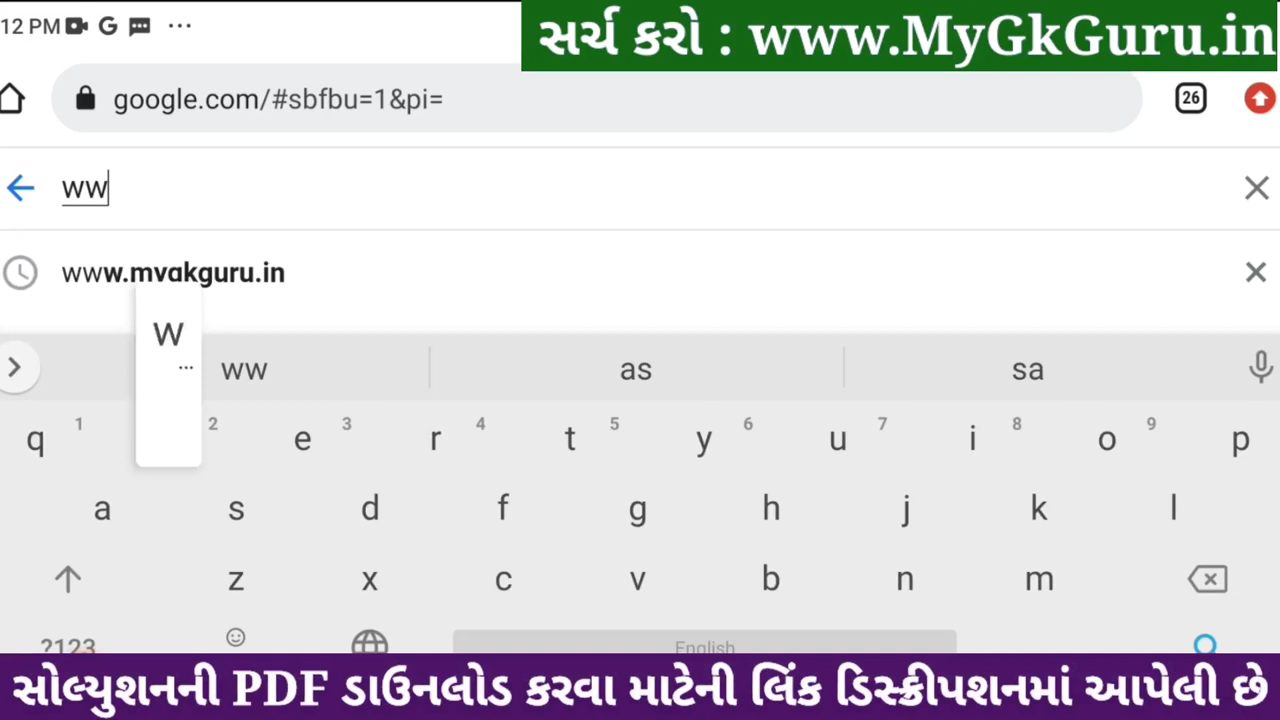 12 PM G ...
સર્ચ કરો : www.MyGkGuru.in
google.com/#sbfbu=1&pi=
26
ww
www.mygkguru.in
W
...
ww as sa
q 1 2 e 3 r 4 t 5 y 6 u 7 i 8 o 9 p
a s d f g h j k l
z x c v b n m
?123 English
સોલ્યુશનની PDF ડાઉનલોડ કરવા માટેની લિંક ડિસ્ક્રીપશનમાં આપેલી છે